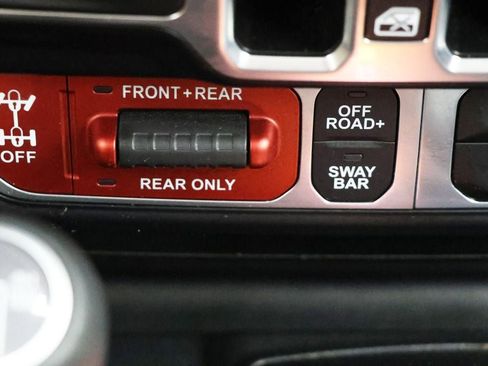 FRONT+REAR
OFF
REAR ONLY
OFF
ROAD+
SWAY
BAR